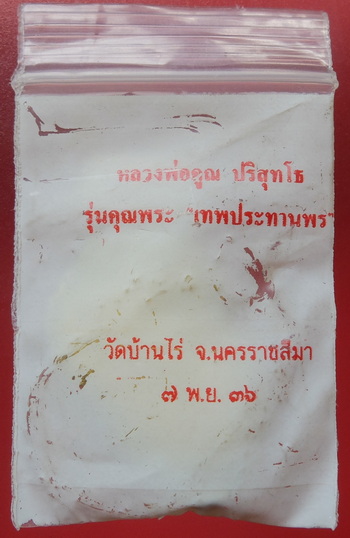 หลวงพ่อคูณ ปริสุทโธ
รุ่นคุณพระ "เทพประทานพร"
วัดบ้านไร่ จ.นครราชสีมา
๗ พ.ย. ๓๖